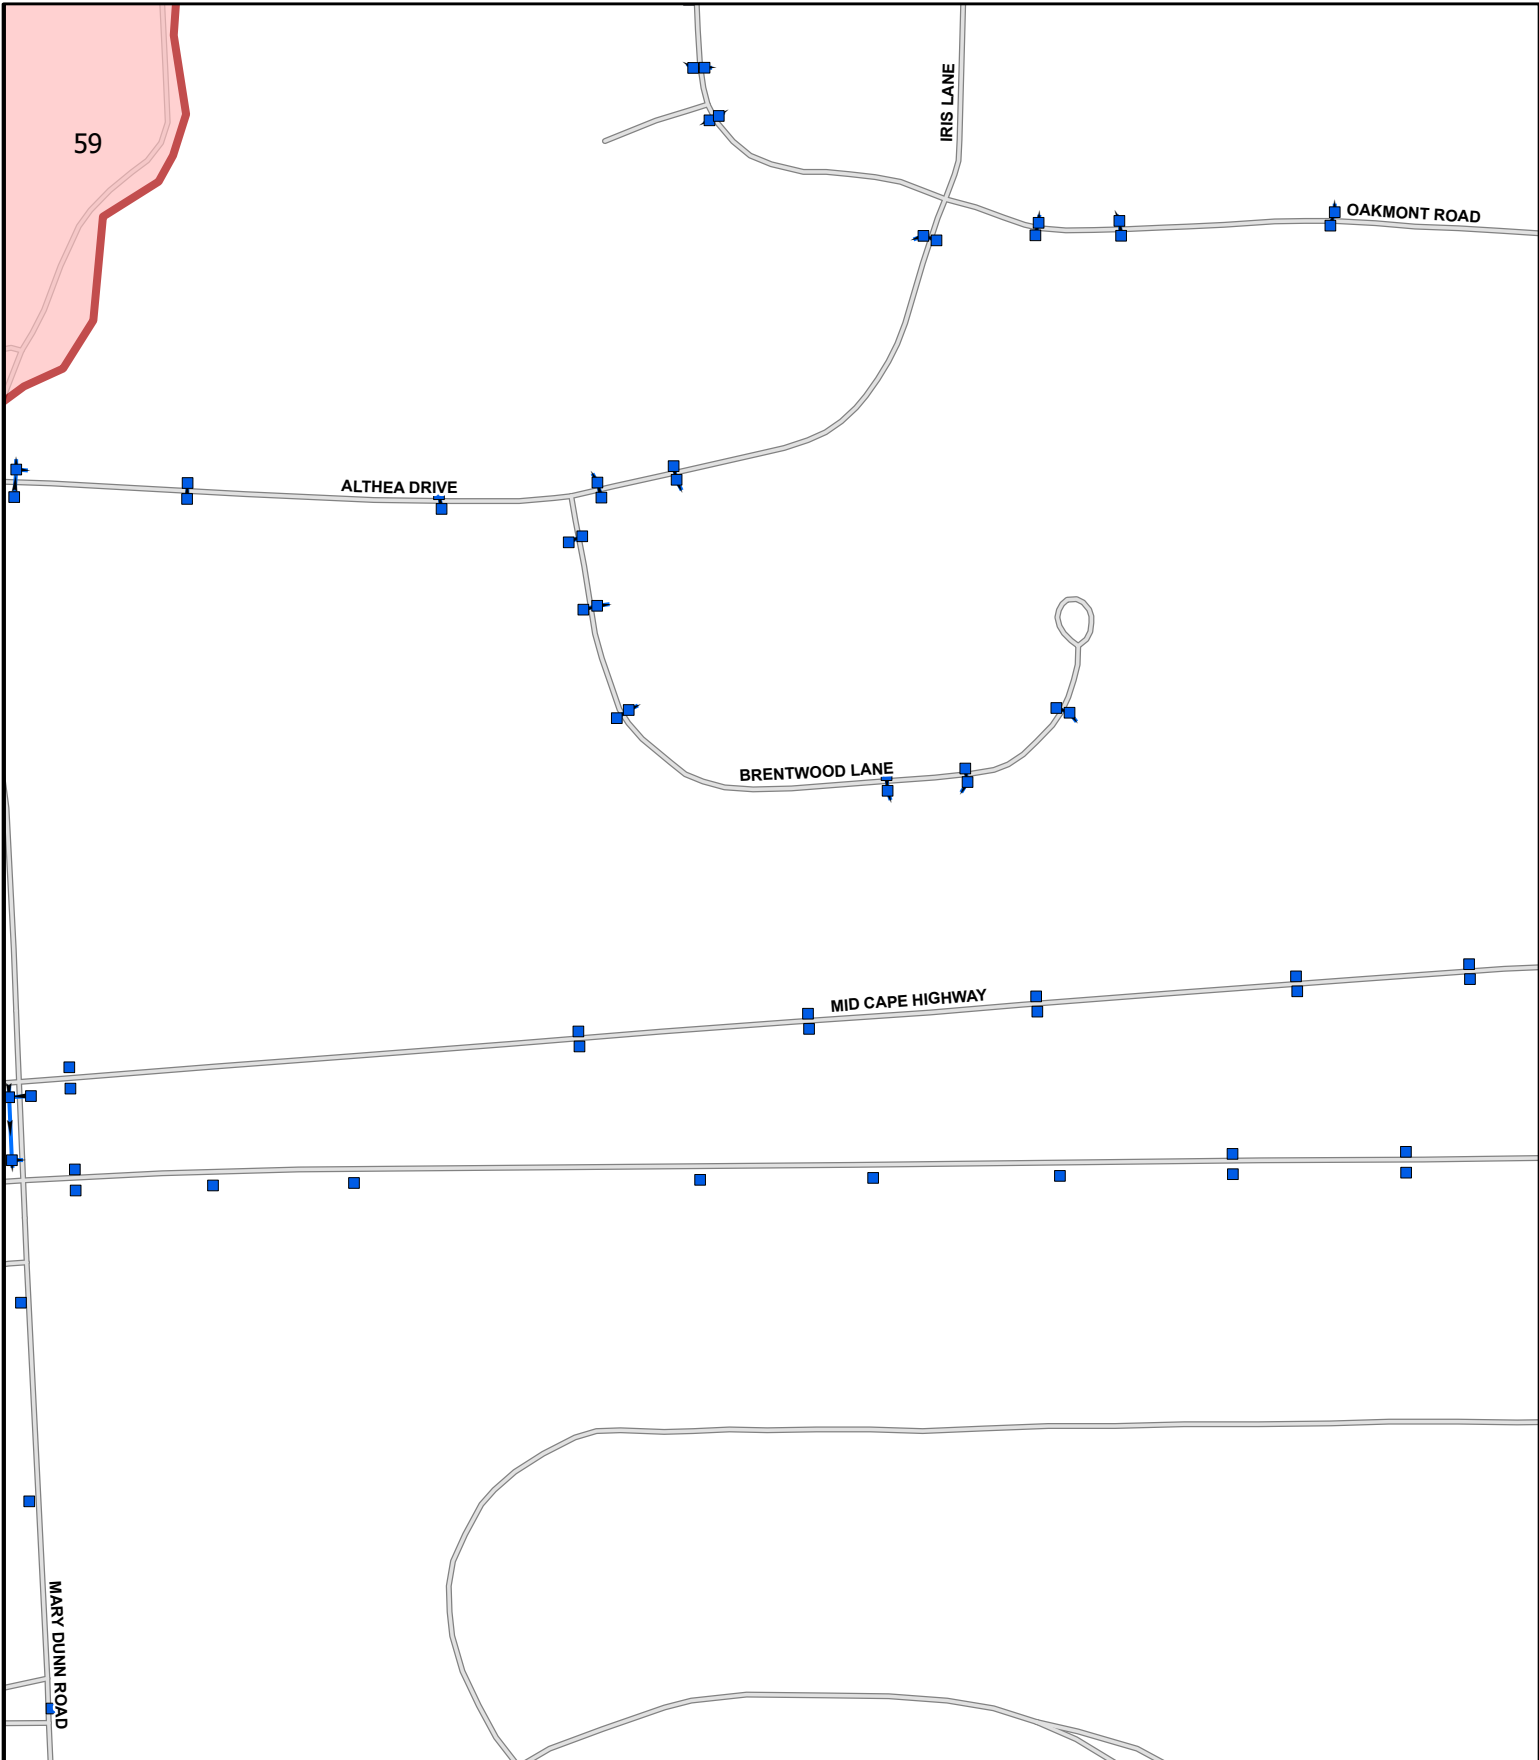 IRIS LANE
59
OAKMONT ROAD
ALTHEA DRIVE
BRENTWOOD LANE
MID CAPE HIGHWAY
MARY DUNN ROAD